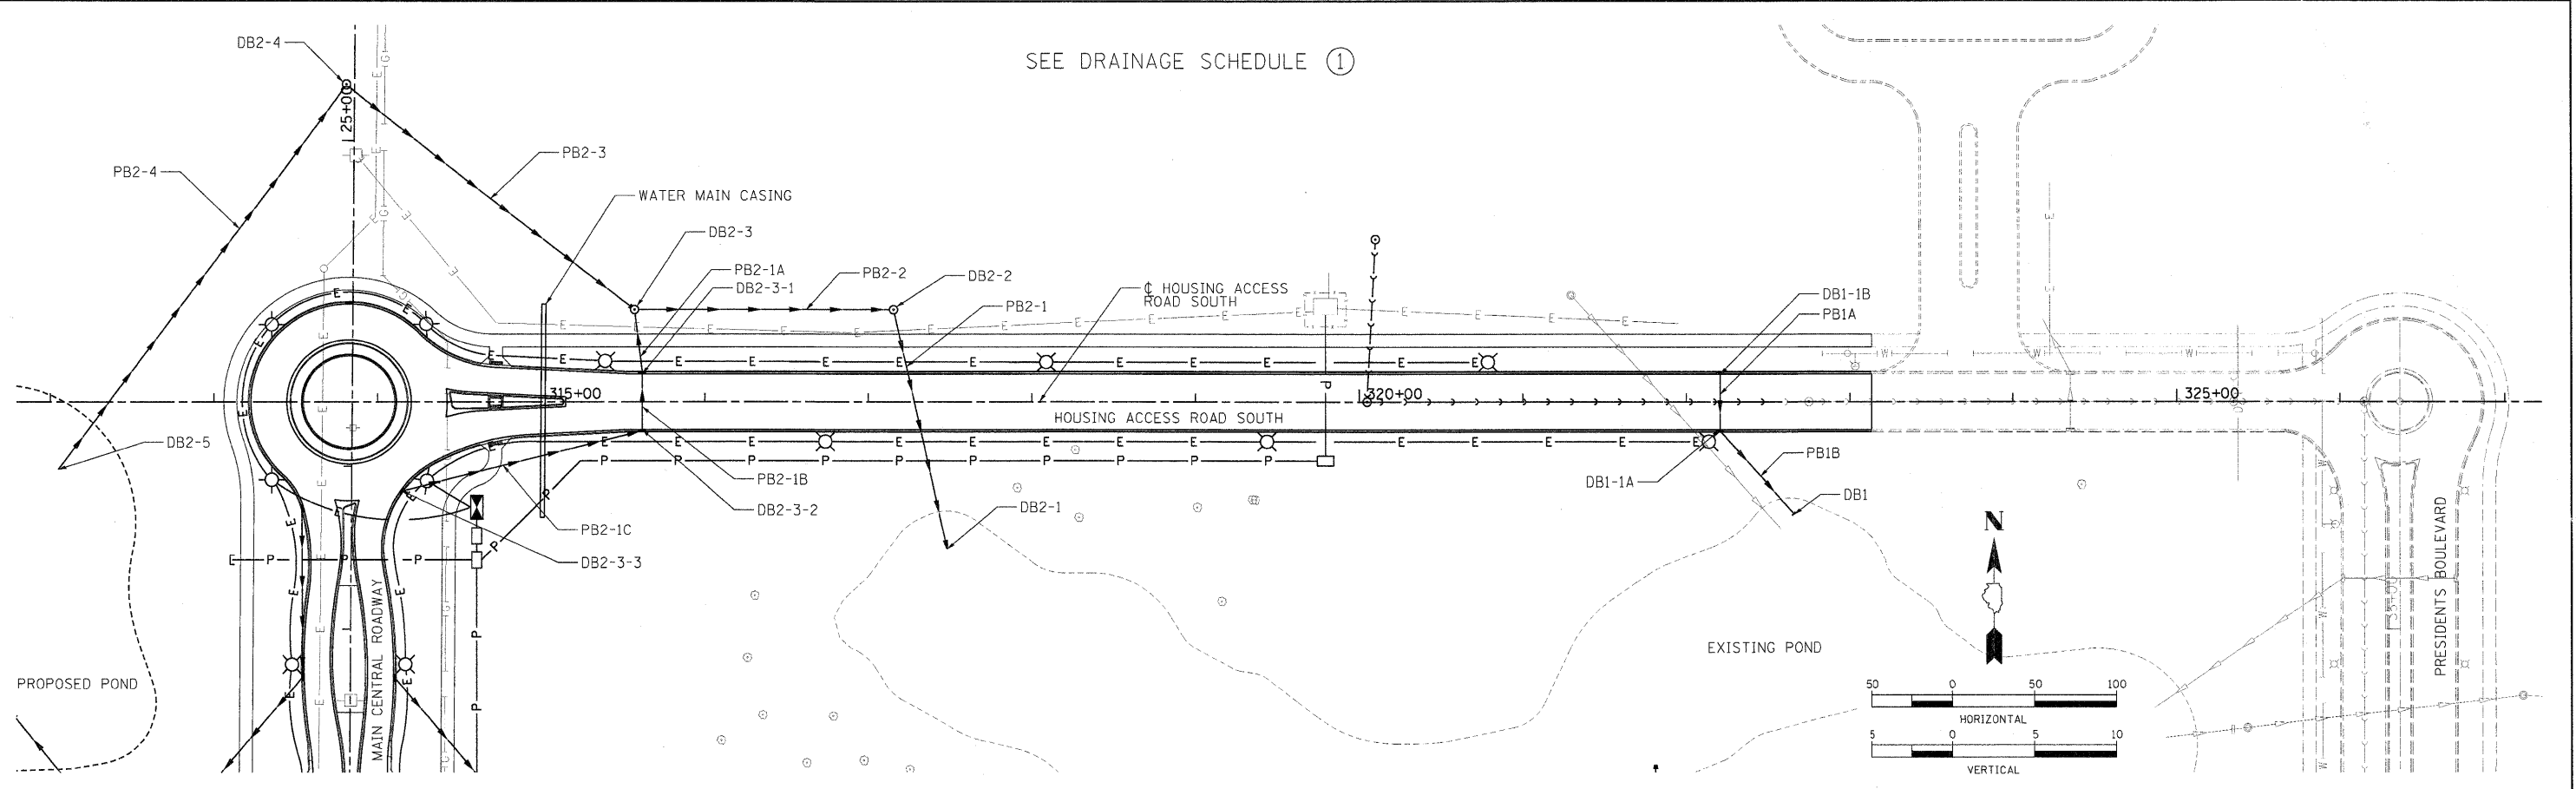 SEE DRAINAGE SCHEDULE 1
DB2-4
25+00
PB2-4
PB2-3
WATER MAIN CASING
DB2-3
PB2-1A
DB2-3-1
PB2-2
DB2-2
PB2-1
℄ HOUSING ACCESS
ROAD SOUTH
DB1-1B
PB1A
315+00
320+00
325+00
HOUSING ACCESS ROAD SOUTH
DB2-5
PB2-1B
DB2-3-2
PB2-1C
DB2-3-3
DB2-1
DB1-1A
PB1B
DB1
N
PROPOSED POND
MAIN CENTRAL ROADWAY
EXISTING POND
PRESIDENTS BOULEVARD
50 0 50 100
HORIZONTAL
5 0 5 10
VERTICAL